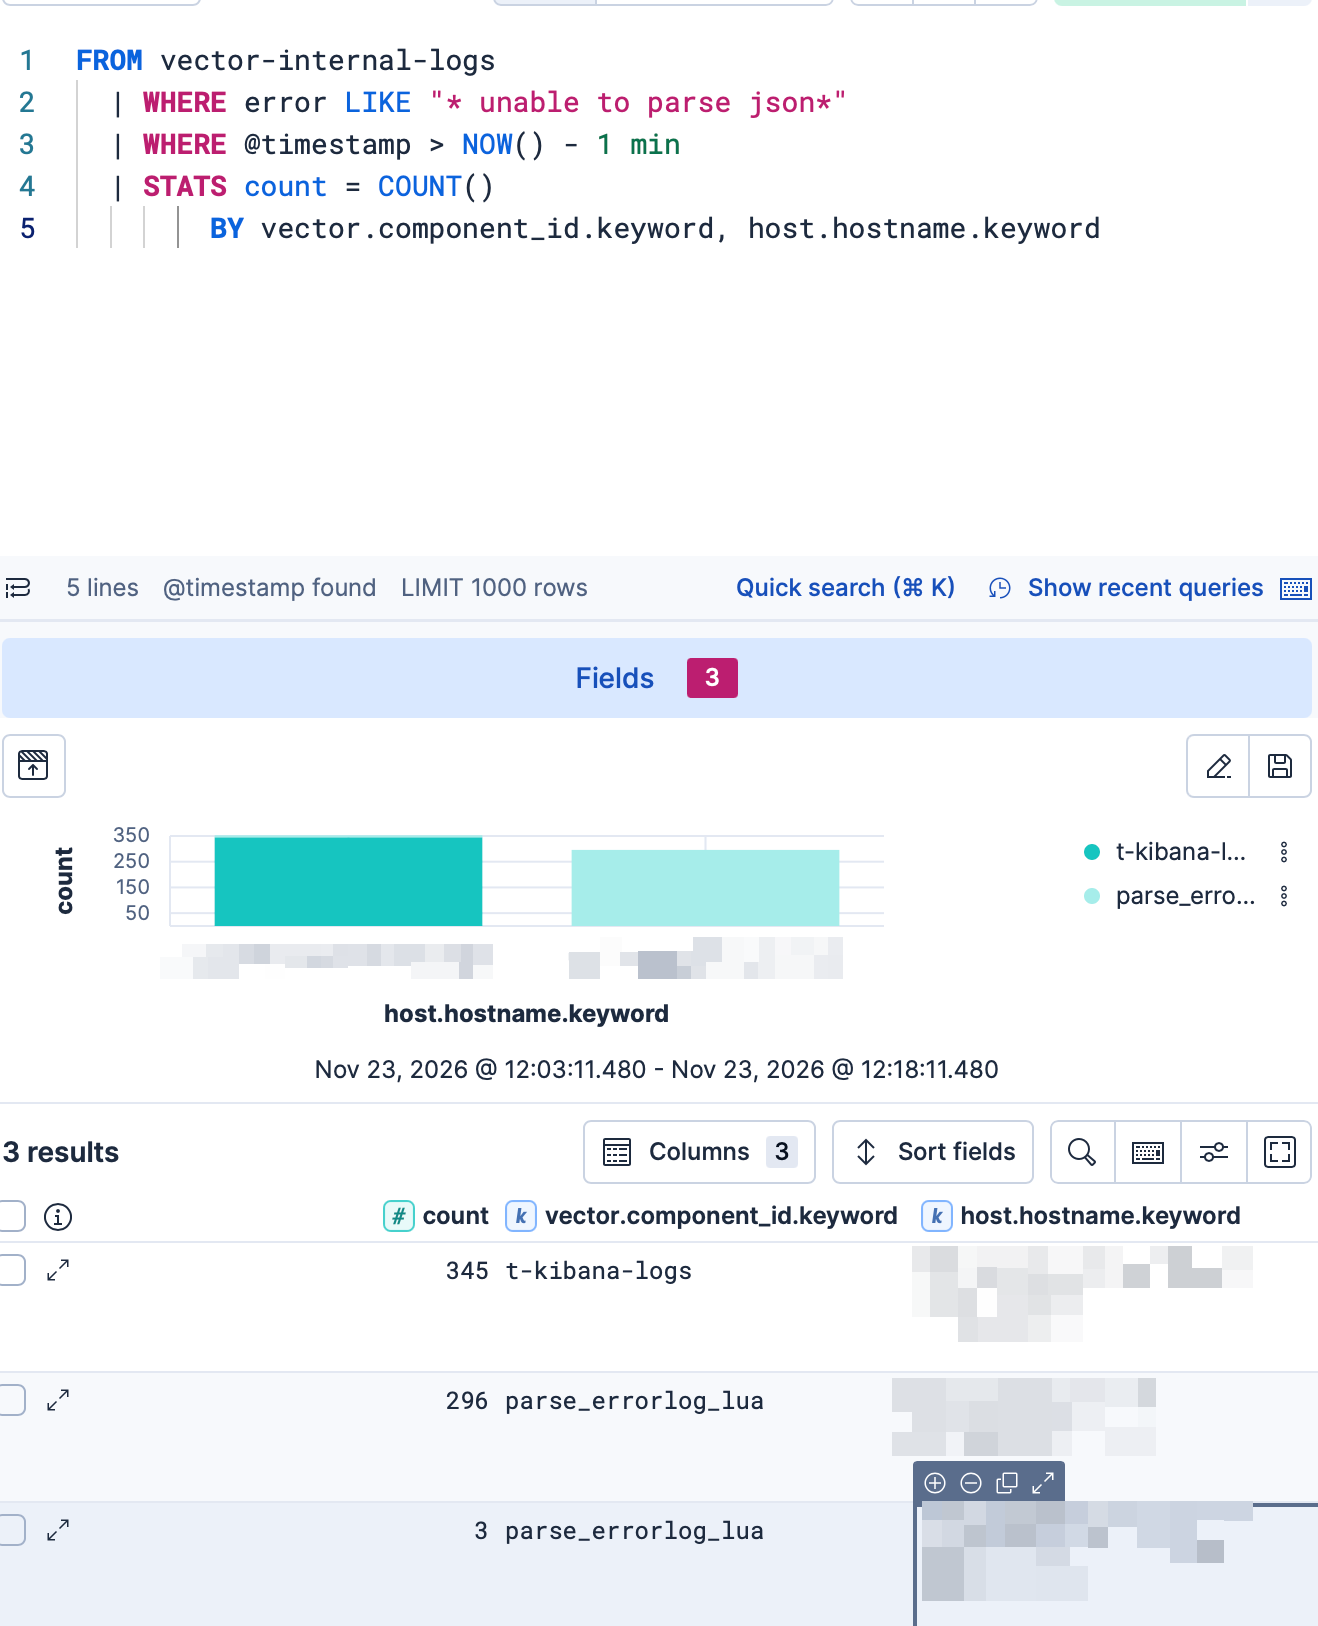 1 FROM vector-internal-logs
2 | WHERE error LIKE "* unable to parse json*"
3 | WHERE @timestamp > NOW() - 1 min
4 | STATS count = COUNT()
5 BY vector.component_id.keyword, host.hostname.keyword
5 lines @timestamp found LIMIT 1000 rows Quick search (⌘ K) Show recent queries
Fields 3
350
250
150
50
count
t-kibana-l...
parse_erro...
host.hostname.keyword
Nov 23, 2026 @ 12:03:11.480 - Nov 23, 2026 @ 12:18:11.480
3 results Columns 3 Sort fields
# count k vector.component_id.keyword k host.hostname.keyword
345 t-kibana-logs
296 parse_errorlog_lua
3 parse_errorlog_lua